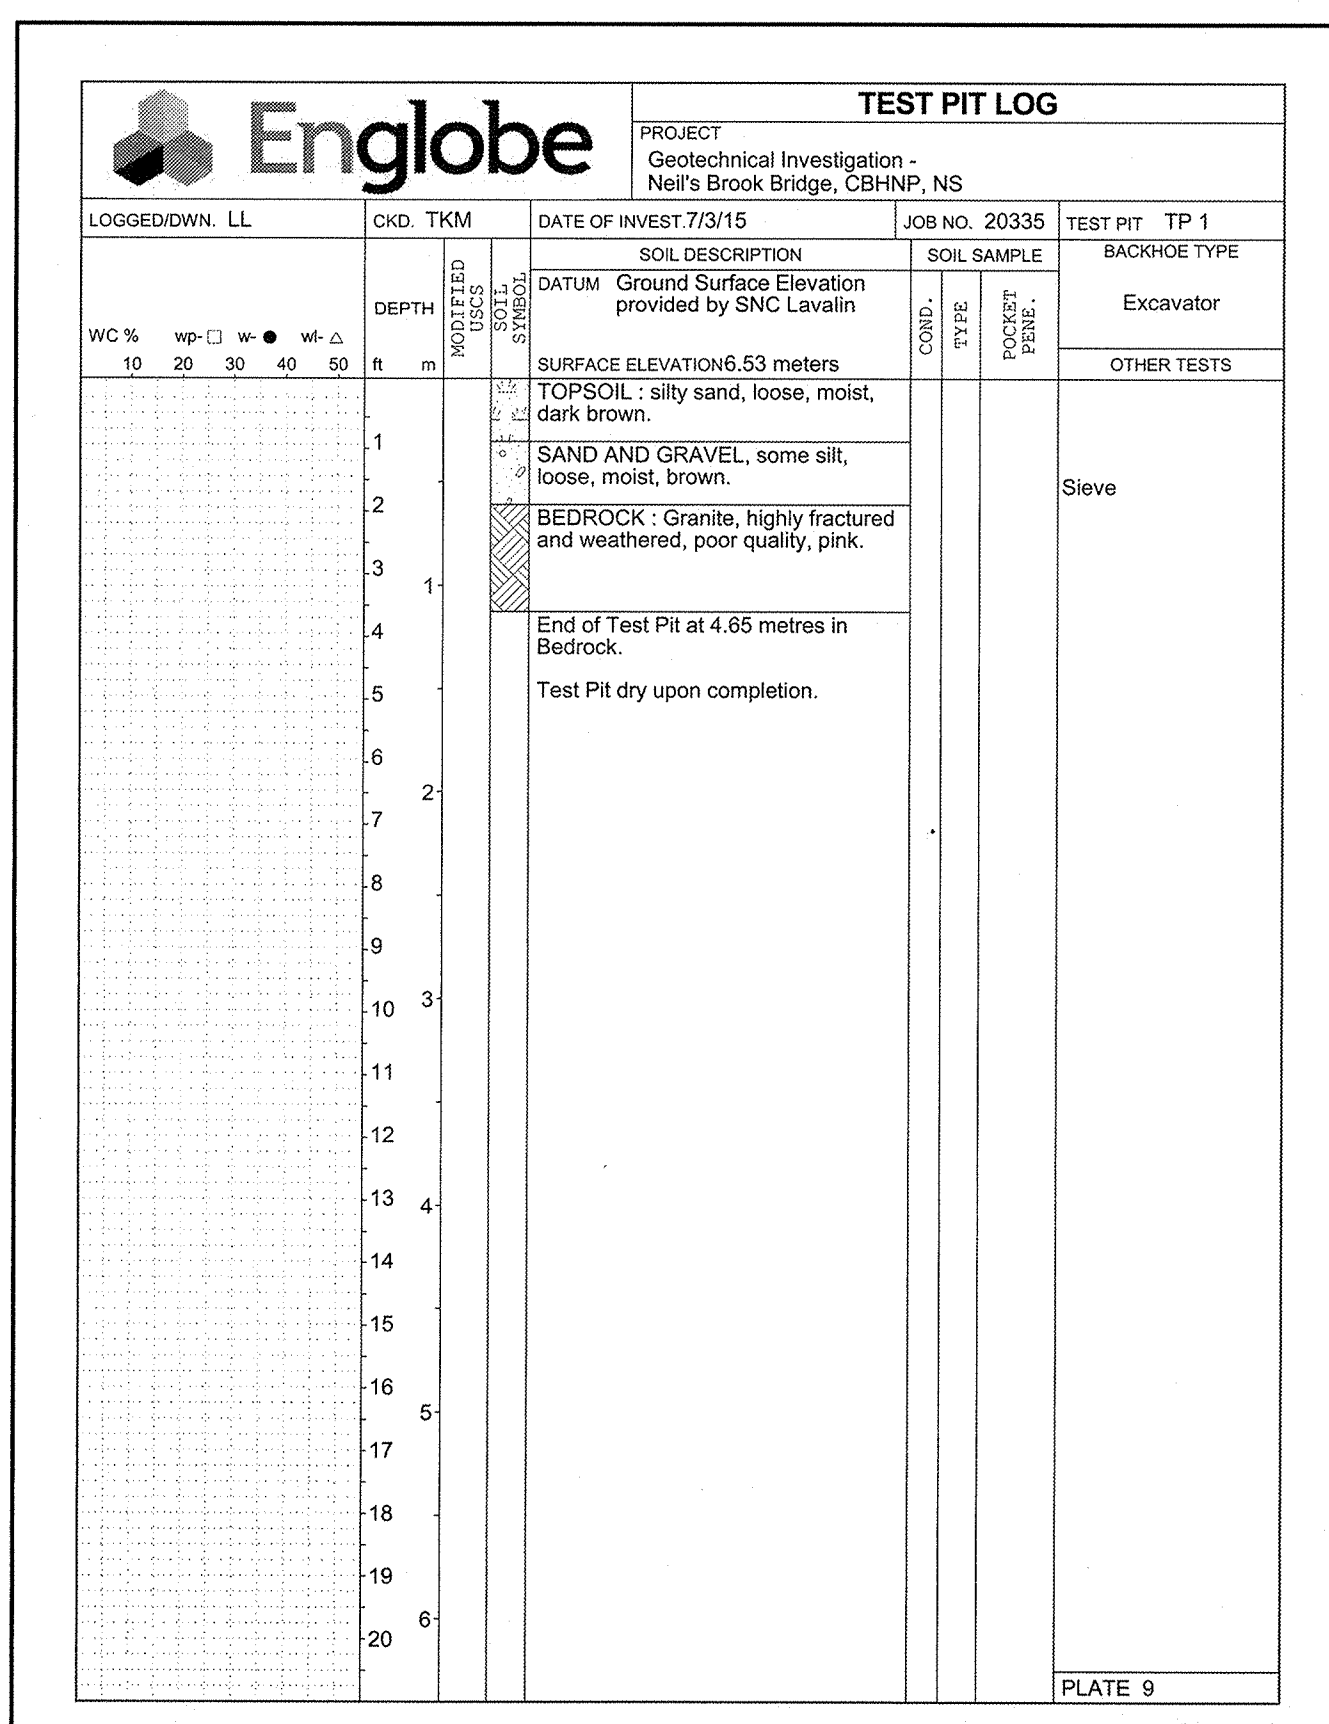 Englobe
TEST PIT LOG
PROJECT
Geotechnical Investigation -
Neil's Brook Bridge, CBHNP, NS
LOGGED/DWN. LL
CKD. TKM
DATE OF INVEST.7/3/15
JOB NO. 20335
TEST PIT TP 1
WC % wp- w- wl-
10 20 30 40 50
DEPTH
ft m
MODIFIED
USCS
SOIL
SYMBOL
SOIL DESCRIPTION
DATUM Ground Surface Elevation
provided by SNC Lavalin
SURFACE ELEVATION6.53 meters
SOIL SAMPLE
COND.
TYPE
POCKET
PENE.
BACKHOE TYPE
Excavator
OTHER TESTS
TOPSOIL : silty sand, loose, moist,
dark brown.
1
SAND AND GRAVEL, some silt,
loose, moist, brown.
Sieve
2
BEDROCK : Granite, highly fractured
and weathered, poor quality, pink.
3
1
4
End of Test Pit at 4.65 metres in
Bedrock.
5
Test Pit dry upon completion.
6
2
7
8
9
10
3
11
12
13
4
14
15
16
5
17
18
19
6
20
PLATE 9